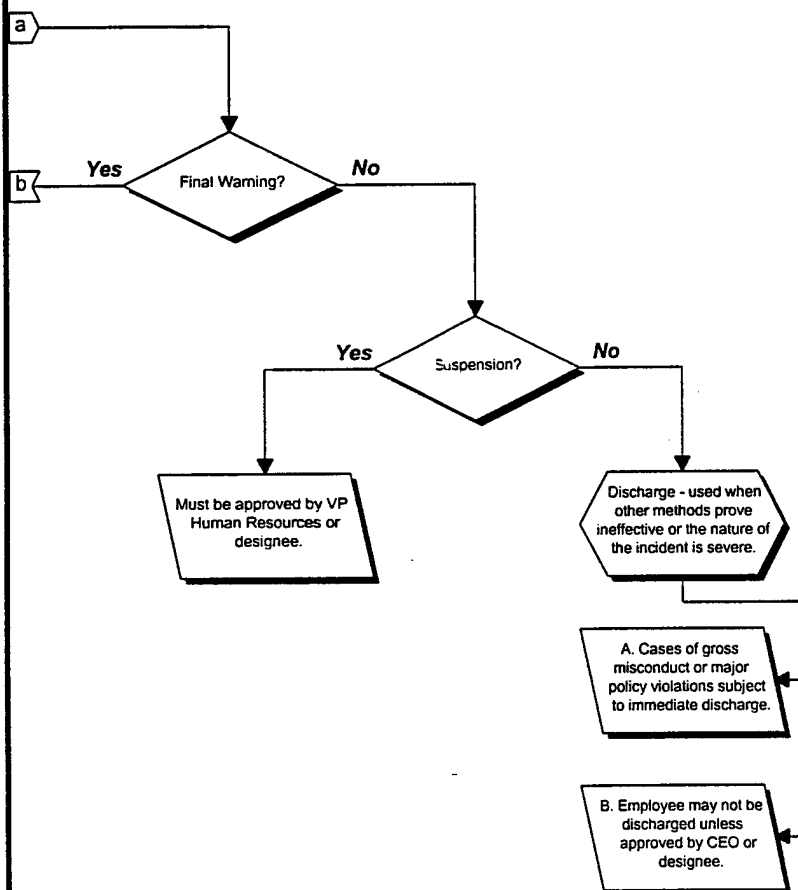 a
b
Yes
Final Warning?
No
Yes
Suspension?
No
Must be approved by VP
Human Resources or
designee.
Discharge - used when
other methods prove
ineffective or the nature of
the incident is severe.
A. Cases of gross
misconduct or major
policy violations subject
to immediate discharge.
B. Employee may not be
discharged unless
approved by CEO or
designee.